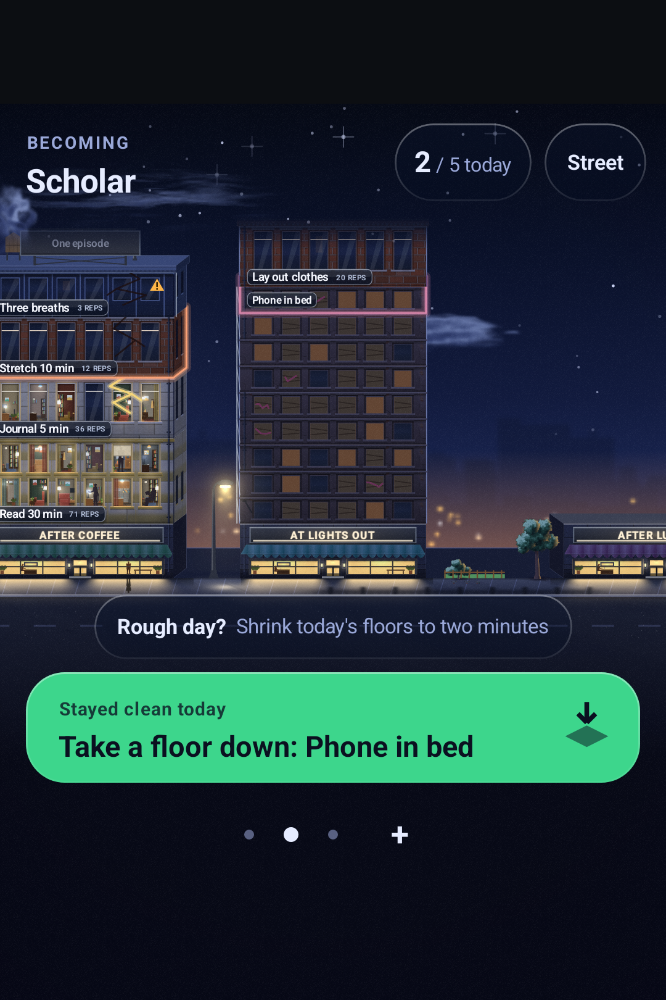 BECOMING
Scholar
2 / 5 today
Street
One episode
Three breaths 3 REPS
Stretch 10 min 12 REPS
Journal 5 min 36 REPS
Read 30 min 71 REPS
AFTER COFFEE
Lay out clothes 20 REPS
Phone in bed
AT LIGHTS OUT
AFTER LU
Rough day? Shrink today's floors to two minutes
Stayed clean today
Take a floor down: Phone in bed
+